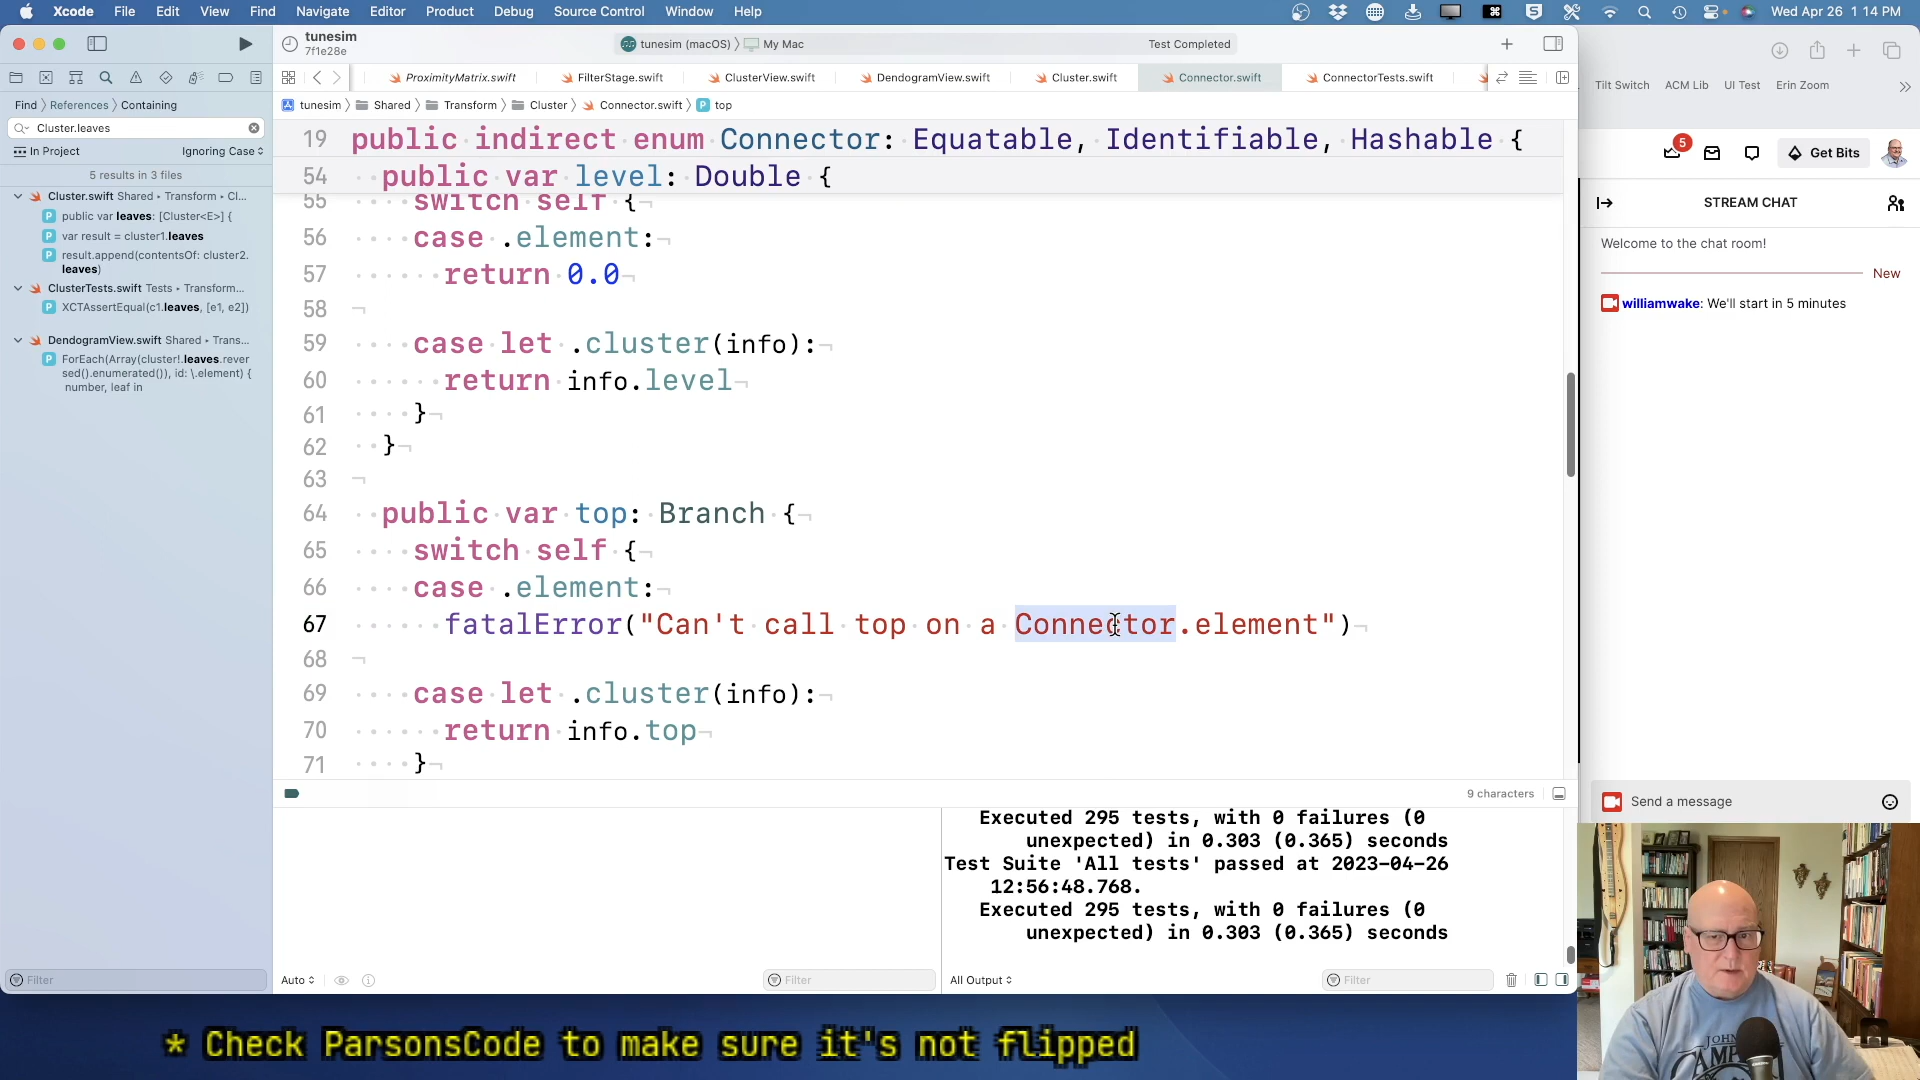 Xcode File Edit View Find Navigate Editor Product Debug Source Control Window Help Wed Apr 26 1 14 PM
tunesim
7f1e28e
tunesim (macOS) My Mac Test Completed
ProximityMatrix.swift FilterStage.swift ClusterView.swift DendogramView.swift Cluster.swift Connector.swift ConnectorTests.swift
tunesim Shared Transform Cluster Connector.swift top
Find References Containing
Cluster.leaves
In Project Ignoring Case
5 results in 3 files
Cluster.swift Shared • Transform • Cl...
public var leaves: [Cluster<E>] {
var result = cluster1.leaves
result.append(contentsOf: cluster2.
leaves)
ClusterTests.swift Tests • Transform...
XCTAssertEqual(c1.leaves, [e1, e2])
DendogramView.swift Shared • Trans...
ForEach(Array(cluster!.leaves.rever
sed().enumerated()), id: \.element) {
number, leaf in
Filter
19 public indirect enum Connector: Equatable, Identifiable, Hashable {
54 public var level: Double {
55 switch self {
56 case .element:
57 return 0.0
58
59 case let .cluster(info):
60 return info.level
61 }
62 }
63
64 public var top: Branch {
65 switch self {
66 case .element:
67 fatalError("Can't call top on a Connector.element")
68
69 case let .cluster(info):
70 return info.top
71 }
9 characters
Executed 295 tests, with 0 failures (0
unexpected) in 0.303 (0.365) seconds
Test Suite 'All tests' passed at 2023-04-26
12:56:48.768.
Executed 295 tests, with 0 failures (0
unexpected) in 0.303 (0.365) seconds
Auto Filter All Output Filter
Tilt Switch ACM Lib UI Test Erin Zoom
5
Get Bits
STREAM CHAT
Welcome to the chat room!
New
williamwake: We'll start in 5 minutes
Send a message
* Check ParsonsCode to make sure it's not flipped